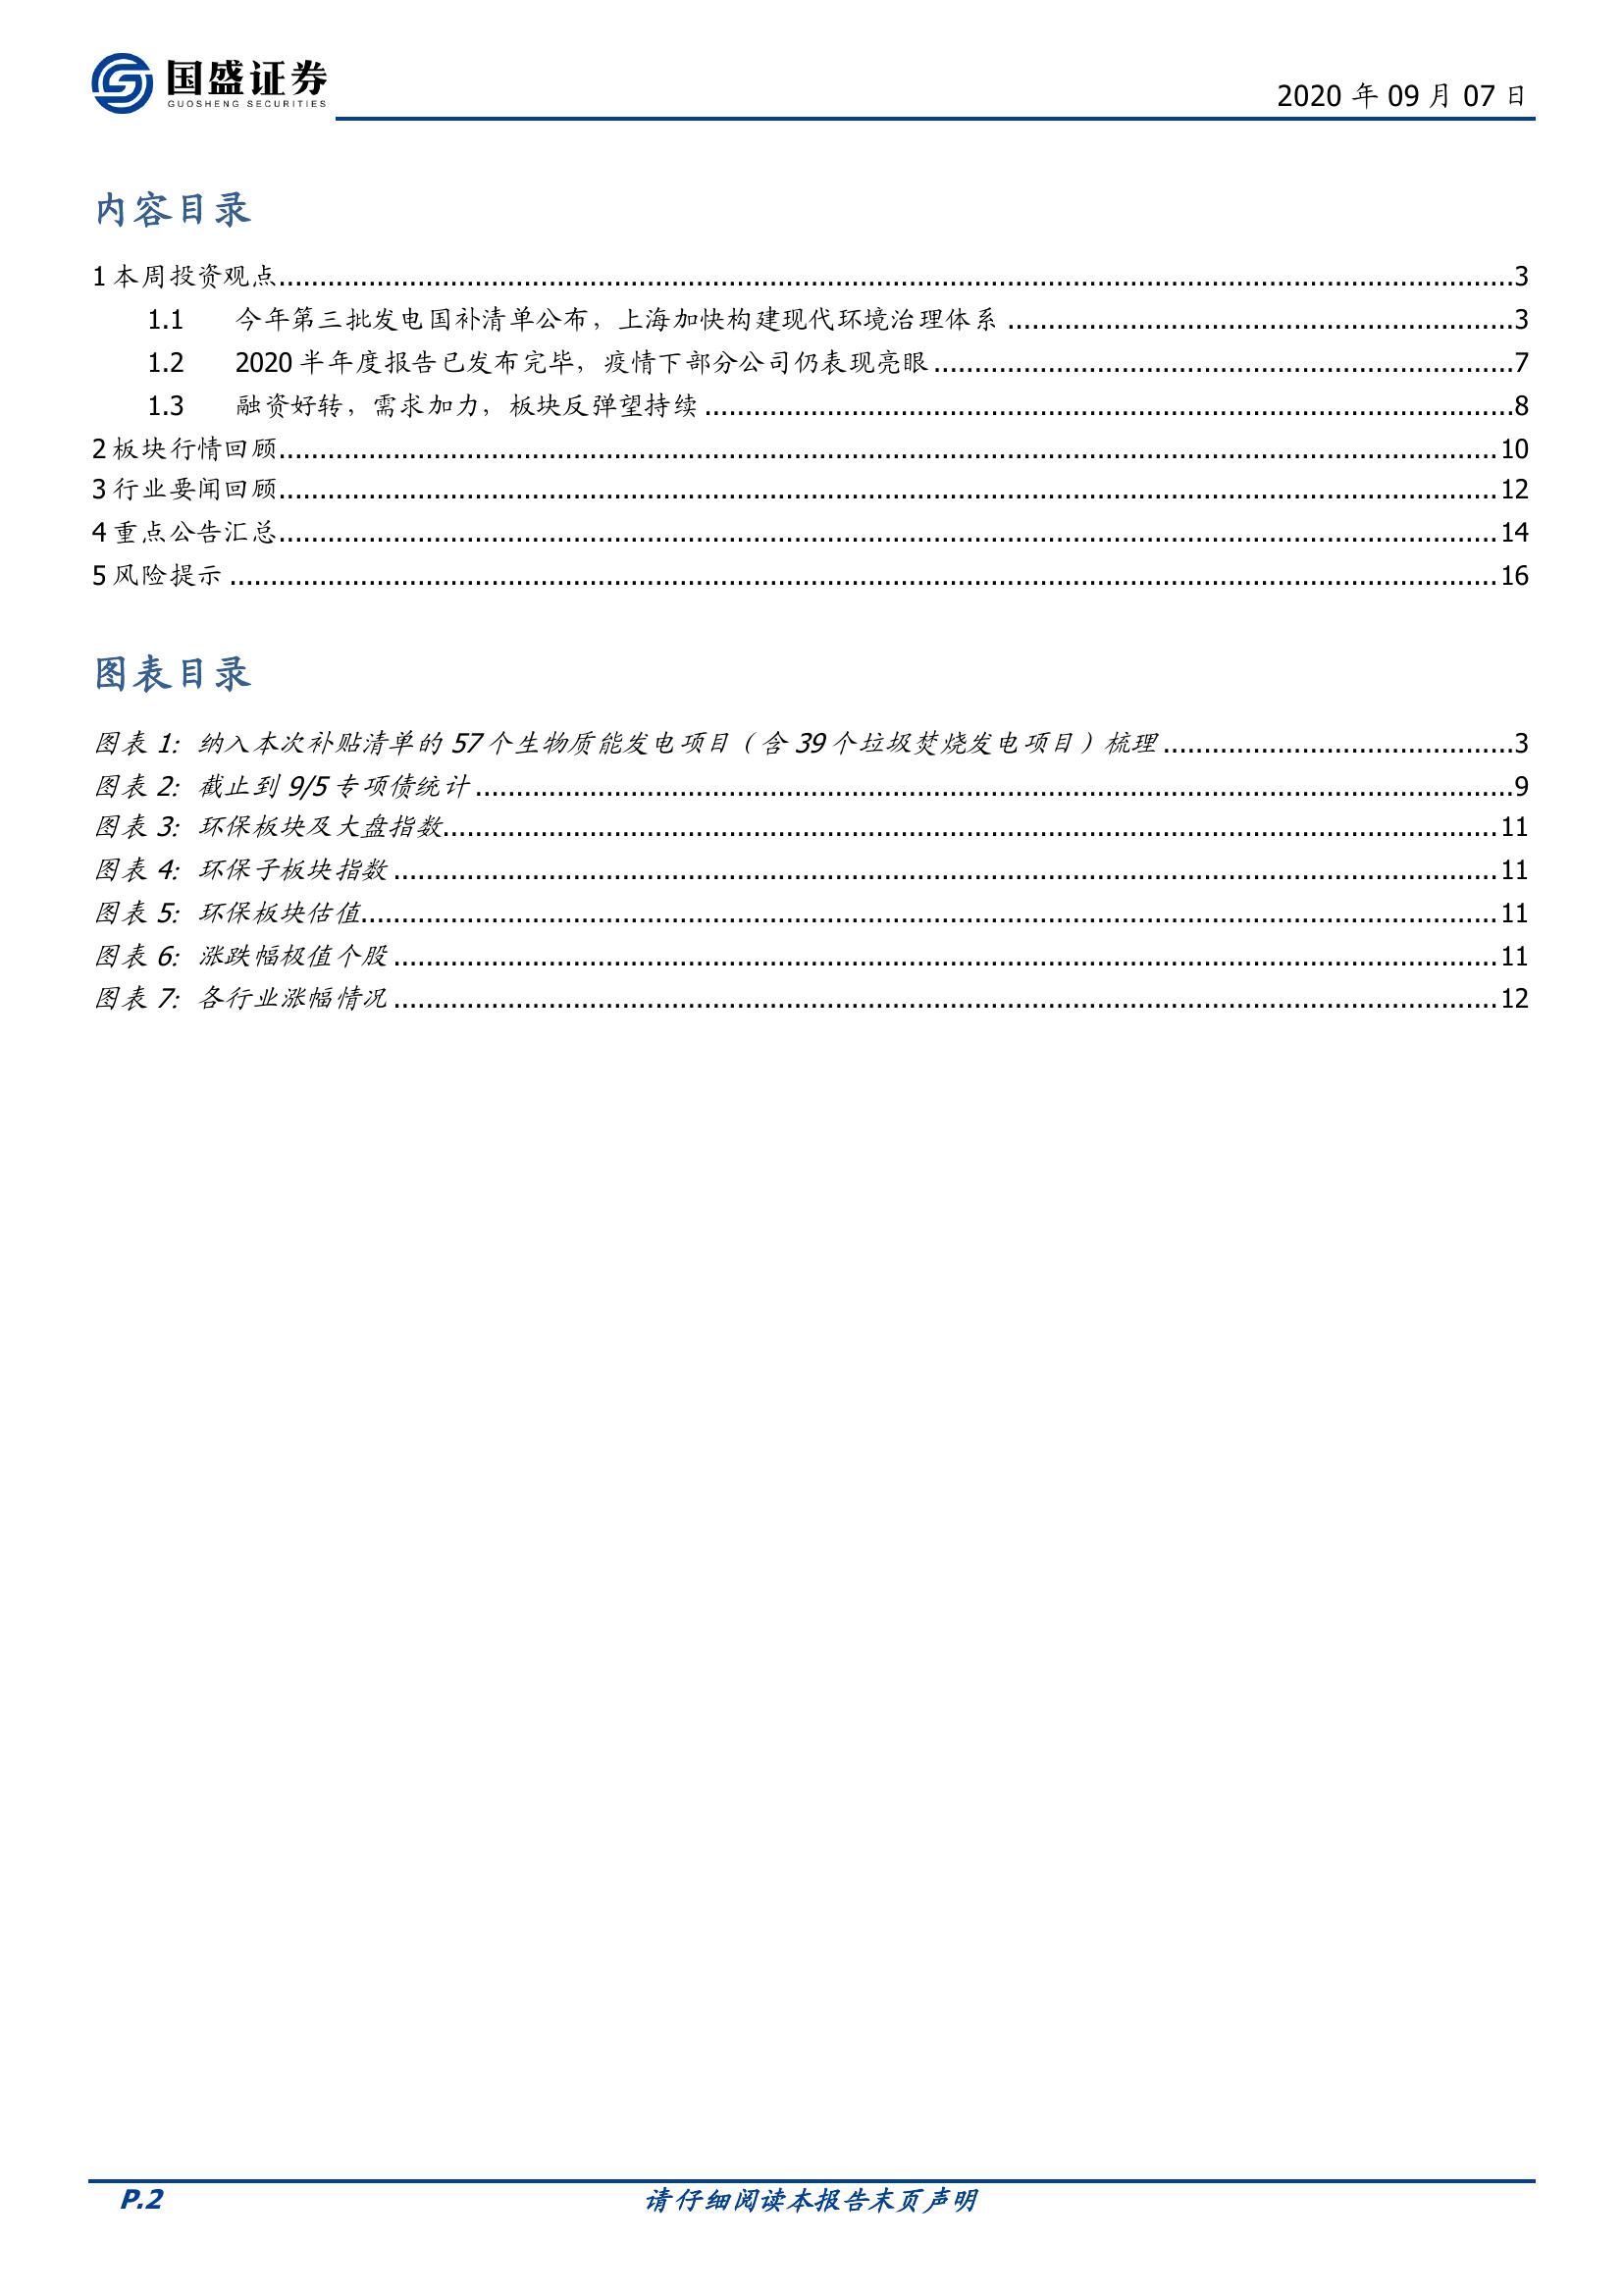 国盛证券
GUOSHENG SECURITIES
2020 年 09 月 07 日
内容目录
1 本周投资观点...3
1.1 今年第三批发电国补清单公布，上海加快构建现代环境治理体系...3
1.2 2020 半年度报告已发布完毕，疫情下部分公司仍表现亮眼...7
1.3 融资好转，需求加力，板块反弹望持续...8
2 板块行情回顾...10
3 行业要闻回顾...12
4 重点公告汇总...14
5 风险提示...16
图表目录
图表 1: 纳入本次补贴清单的 57 个生物质能发电项目（含 39 个垃圾焚烧发电项目）梳理...3
图表 2: 截止到 9/5 专项债统计...9
图表 3: 环保板块及大盘指数...11
图表 4: 环保子板块指数...11
图表 5: 环保板块估值...11
图表 6: 涨跌幅极值个股...11
图表 7: 各行业涨幅情况...12
P.2 请仔细阅读本报告末页声明